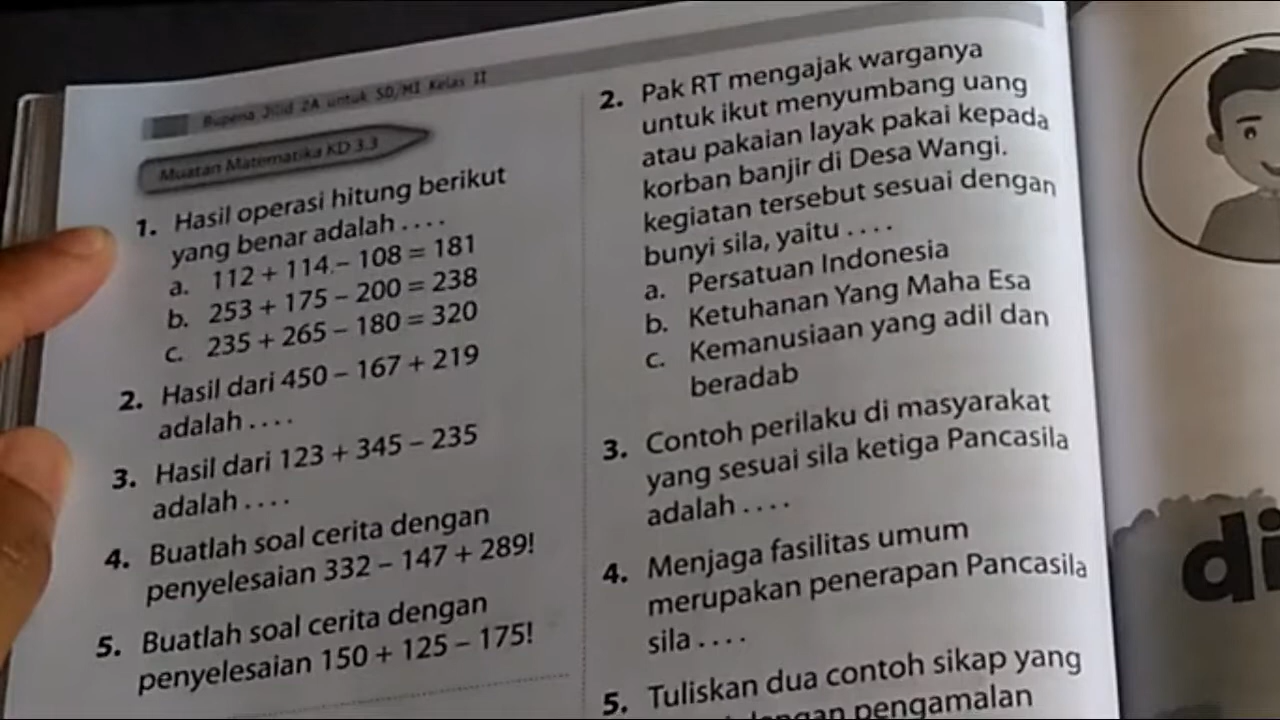 Bupena Jilid 2A untuk SD/MI Kelas II
Muatan Matematika KD 3.3
1. Hasil operasi hitung berikut
yang benar adalah . . . .
a. 112 + 114 – 108 = 181
b. 253 + 175 – 200 = 238
c. 235 + 265 – 180 = 320
2. Hasil dari 450 – 167 + 219
adalah . . . .
3. Hasil dari 123 + 345 – 235
adalah . . . .
4. Buatlah soal cerita dengan
penyelesaian 332 – 147 + 289!
5. Buatlah soal cerita dengan
penyelesaian 150 + 125 – 175!
2. Pak RT mengajak warganya
untuk ikut menyumbang uang
atau pakaian layak pakai kepada
korban banjir di Desa Wangi.
kegiatan tersebut sesuai dengan
bunyi sila, yaitu . . . .
a. Persatuan Indonesia
b. Ketuhanan Yang Maha Esa
c. Kemanusiaan yang adil dan
beradab
3. Contoh perilaku di masyarakat
yang sesuai sila ketiga Pancasila
adalah . . . .
4. Menjaga fasilitas umum
merupakan penerapan Pancasila
sila . . . .
5. Tuliskan dua contoh sikap yang
pengamalan
di